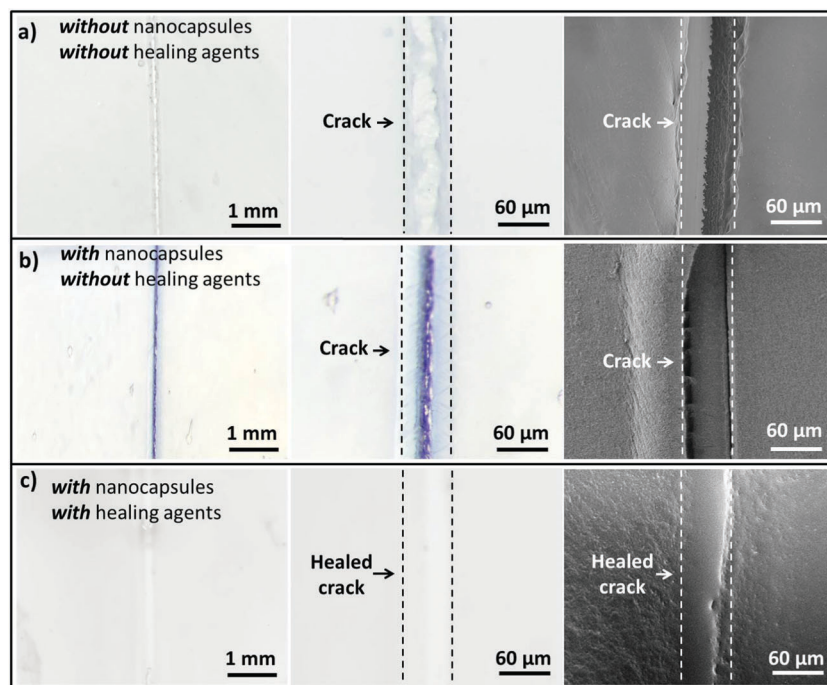 a) without nanocapsules
without healing agents
Crack
Crack
1 mm
60 µm
60 µm
b) with nanocapsules
without healing agents
Crack
Crack
1 mm
60 µm
60 µm
c) with nanocapsules
with healing agents
Healed
crack
Healed
crack
1 mm
60 µm
60 µm